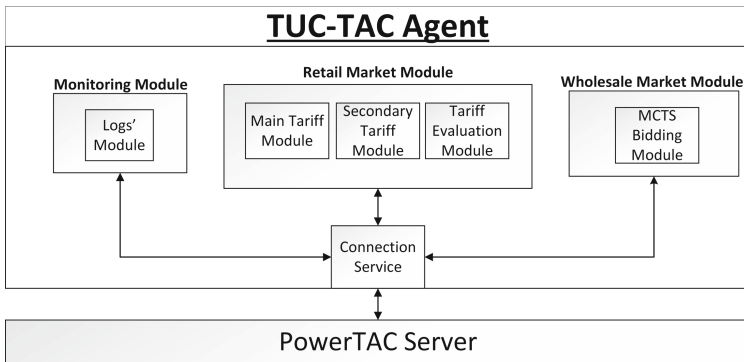 TUC-TAC Agent
Monitoring Module
Logs'
Module
Retail Market Module
Main Tariff
Module
Secondary
Tariff
Module
Tariff
Evaluation
Module
Wholesale Market Module
MCTS
Bidding
Module
Connection
Service
PowerTAC Server